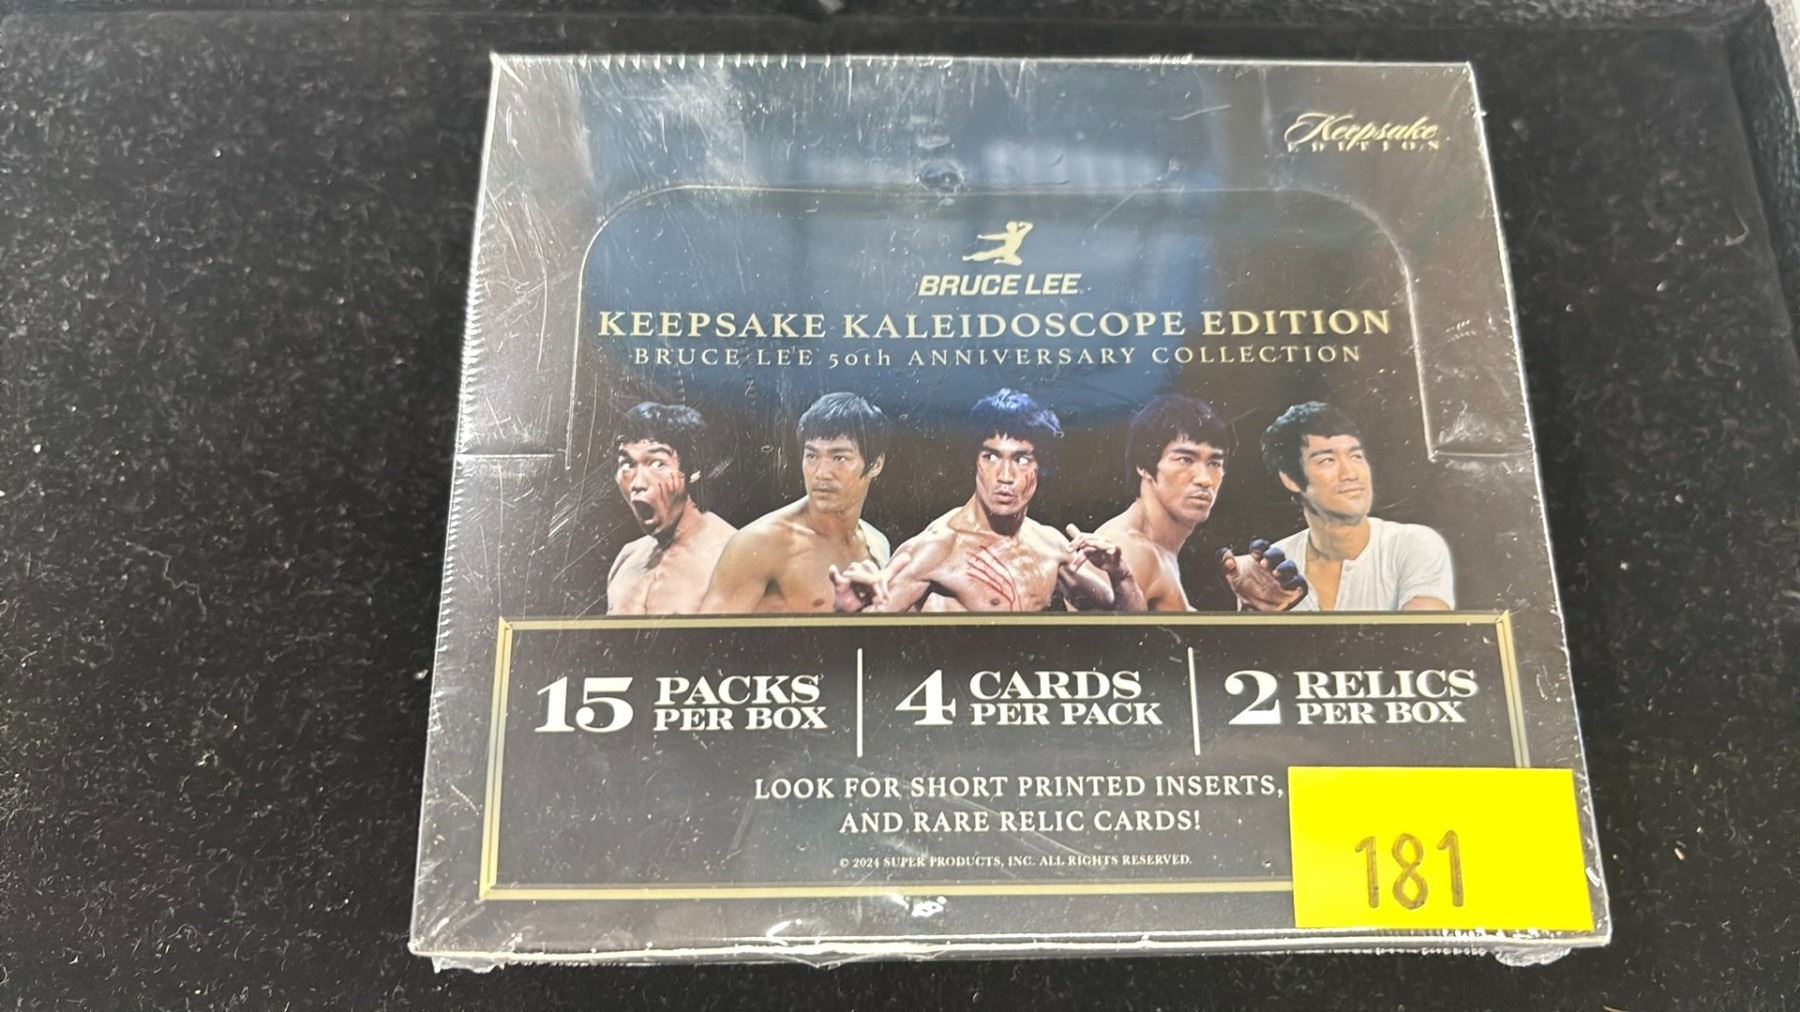 Keepsake
EDITION
BRUCE LEE
KEEPSAKE KALEIDOSCOPE EDITION
BRUCE LEE 50th ANNIVERSARY COLLECTION
15 PACKS PER BOX
4 CARDS PER PACK
2 RELICS PER BOX
LOOK FOR SHORT PRINTED INSERTS,
AND RARE RELIC CARDS!
© 2024 SUPER PRODUCTS, INC. ALL RIGHTS RESERVED.
181